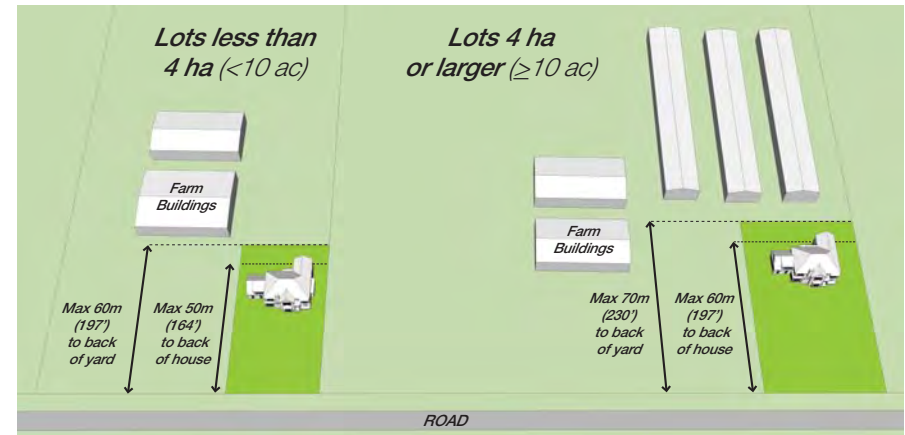 Lots less than
4 ha (<10 ac)
Lots 4 ha
or larger (≥10 ac)
Farm
Buildings
Farm
Buildings
Max 60m
(197')
to back
of yard
Max 50m
(164')
to back
of house
Max 70m
(230')
to back
of yard
Max 60m
(197')
to back
of house
ROAD